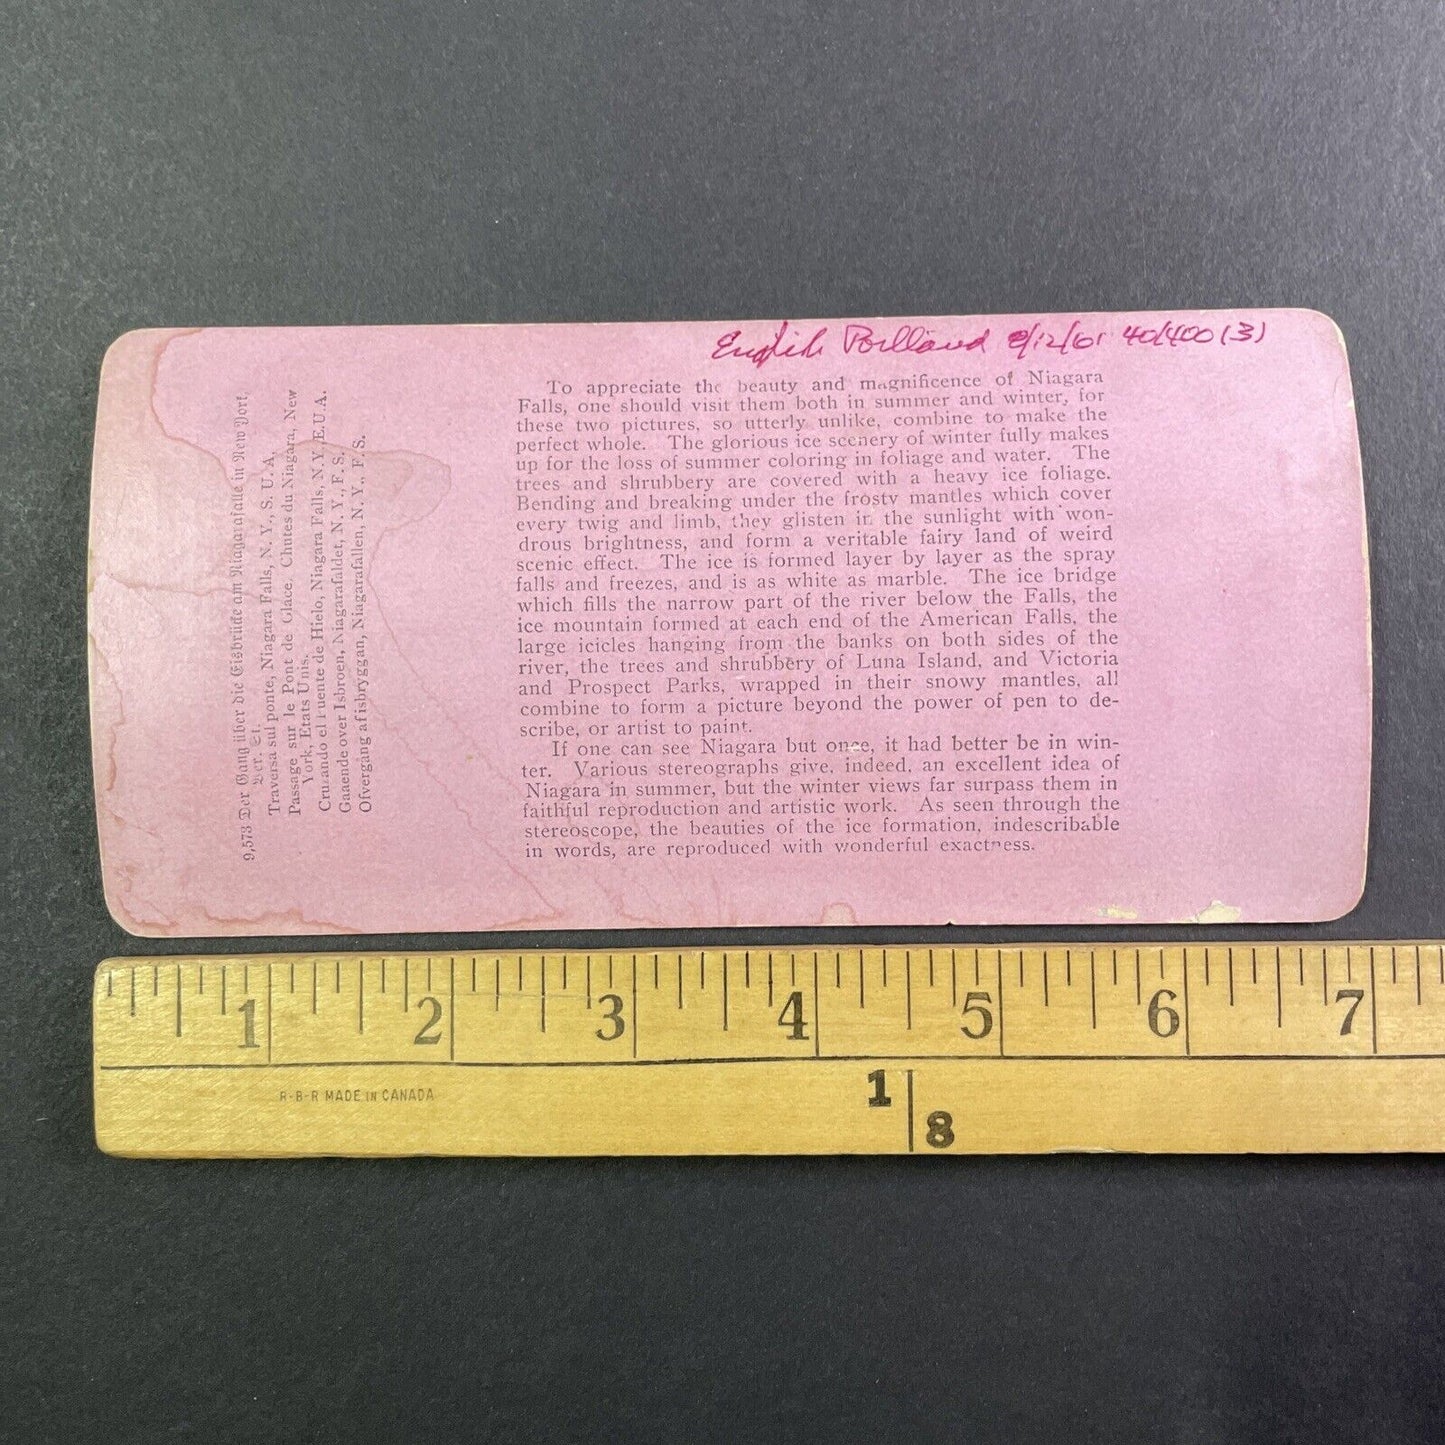 English Portland 8/12/61 40/400 (3)
To appreciate the beauty and magnificence of Niagara
Falls, one should visit them both in summer and winter, for
these two pictures, so utterly unlike, combine to make the
perfect whole. The glorious ice scenery of winter fully makes
up for the loss of summer coloring in foliage and water. The
trees and shrubbery are covered with a heavy ice foliage.
Bending and breaking under the frosty mantles which cover
every twig and limb, they glisten in the sunlight with won-
drous brightness, and form a veritable fairy land of weird
scenic effect. The ice is formed layer by layer as the spray
falls and freezes, and is as white as marble. The ice bridge
which fills the narrow part of the river below the Falls, the
ice mountain formed at each end of the American Falls, the
large icicles hanging from the banks on both sides of the
river, the trees and shrubbery of Luna Island, and Victoria
and Prospect Parks, wrapped in their snowy mantles, all
combine to form a picture beyond the power of pen to de-
scribe, or artist to paint.
If one can see Niagara but once, it had better be in win-
ter. Various stereographs give, indeed, an excellent idea of
Niagara in summer, but the winter views far surpass them in
faithful reproduction and artistic work. As seen through the
stereoscope, the beauties of the ice formation, indescribable
in words, are reproduced with wonderful exactness.
9,573 Der Gang über die Eisbrücke am Niagarafalle in New York,
Ver. St.
Traversa sul ponte, Niagara Falls, N. Y., S. U. A,
Passage sur le Pont de Glace. Chutes du Niagara, New
York, Etats Unis.
Cruzando el Puente de Hielo, Niagara Falls, N. Y., E. U. A.
Gaaende over Isbroen, Niagarafaldet, N. Y., F. S.
Öfvergång af isbryggan, Niagarafallen, N. Y., F. S.
1 2 3 4 5 6 7
R-B-R MADE IN CANADA
1
8